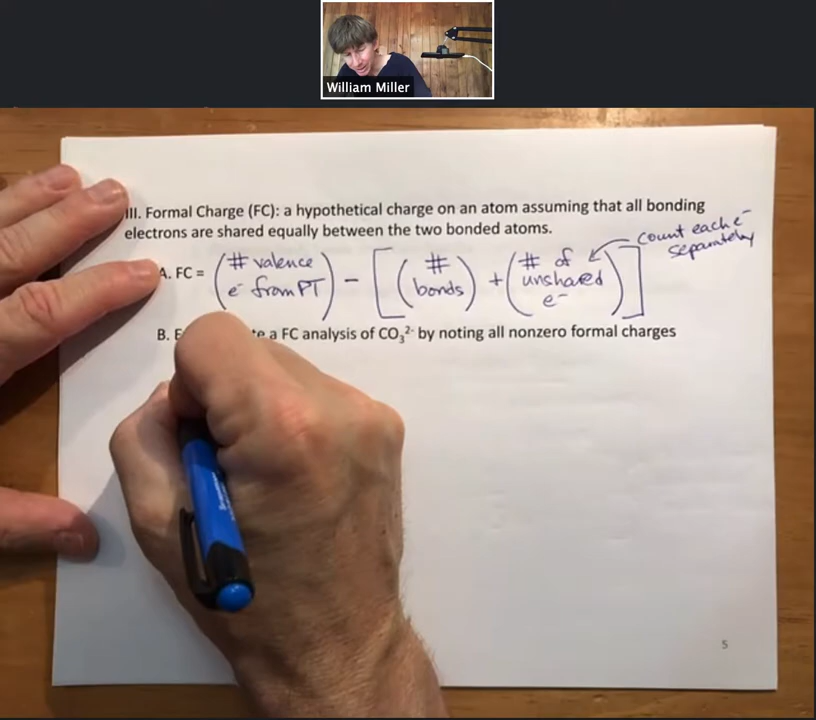 William Miller
III. Formal Charge (FC): a hypothetical charge on an atom assuming that all bonding
electrons are shared equally between the two bonded atoms.
count each e⁻
separately
A. FC = (# valence e⁻ from PT) − [(# bonds) + (# of unshared e⁻)]
B. E te a FC analysis of CO₃²⁻ by noting all nonzero formal charges
5